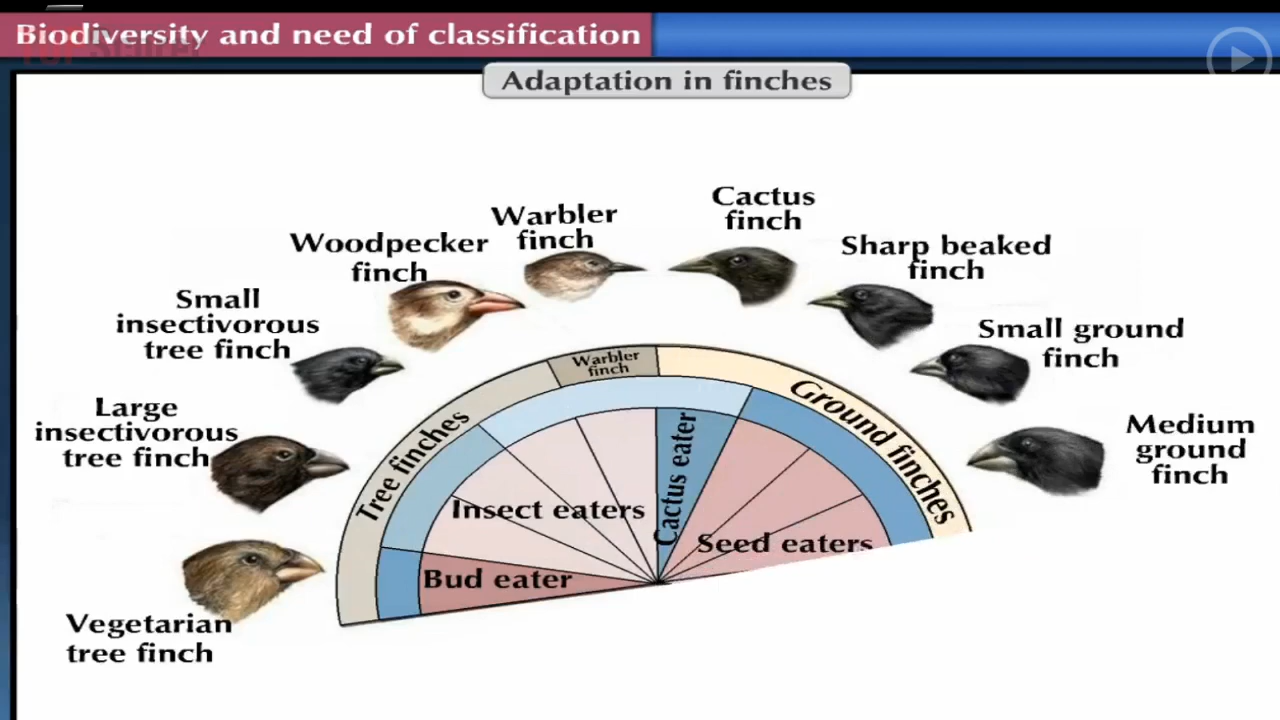 Biodiversity and need of classification
Adaptation in finches
Cactus
finch
Warbler
finch
Woodpecker
finch
Sharp beaked
finch
Small
insectivorous
tree finch
Small ground
finch
Large
insectivorous
tree finch
Medium
ground
finch
Vegetarian
tree finch
Warbler
finch
Tree finches
Ground finches
Cactus eater
Insect eaters
Seed eaters
Bud eater